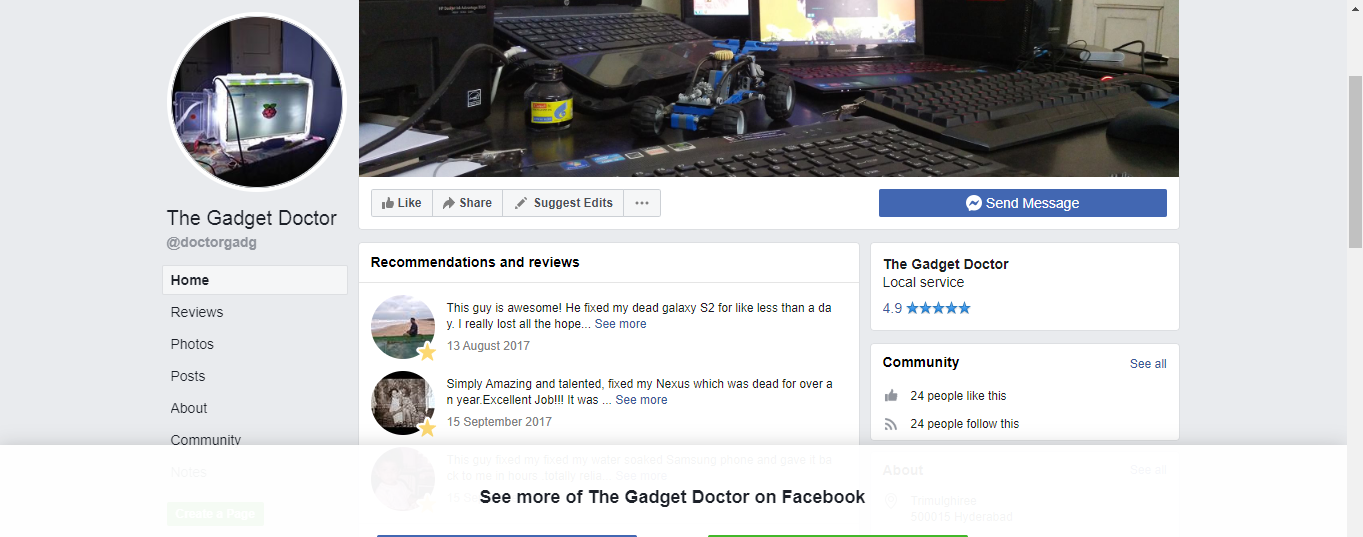 The Gadget Doctor
@doctorgadg
Home
Reviews
Photos
Posts
About
Community
Notes
Create a Page
Like
Share
Suggest Edits
Send Message
Recommendations and reviews
This guy is awesome! He fixed my dead galaxy S2 for like less than a da
y. I really lost all the hope... See more
13 August 2017
Simply Amazing and talented, fixed my Nexus which was dead for over a
n year.Excellent Job!!! It was ... See more
15 September 2017
This guy fixed my fixed my water soaked Samsung phone and gave it ba
ck to me in hours. totally relia... See more
The Gadget Doctor
Local service
4.9
Community
See all
24 people like this
24 people follow this
About
See all
Trimulghiree
500015 Hyderabad
See more of The Gadget Doctor on Facebook